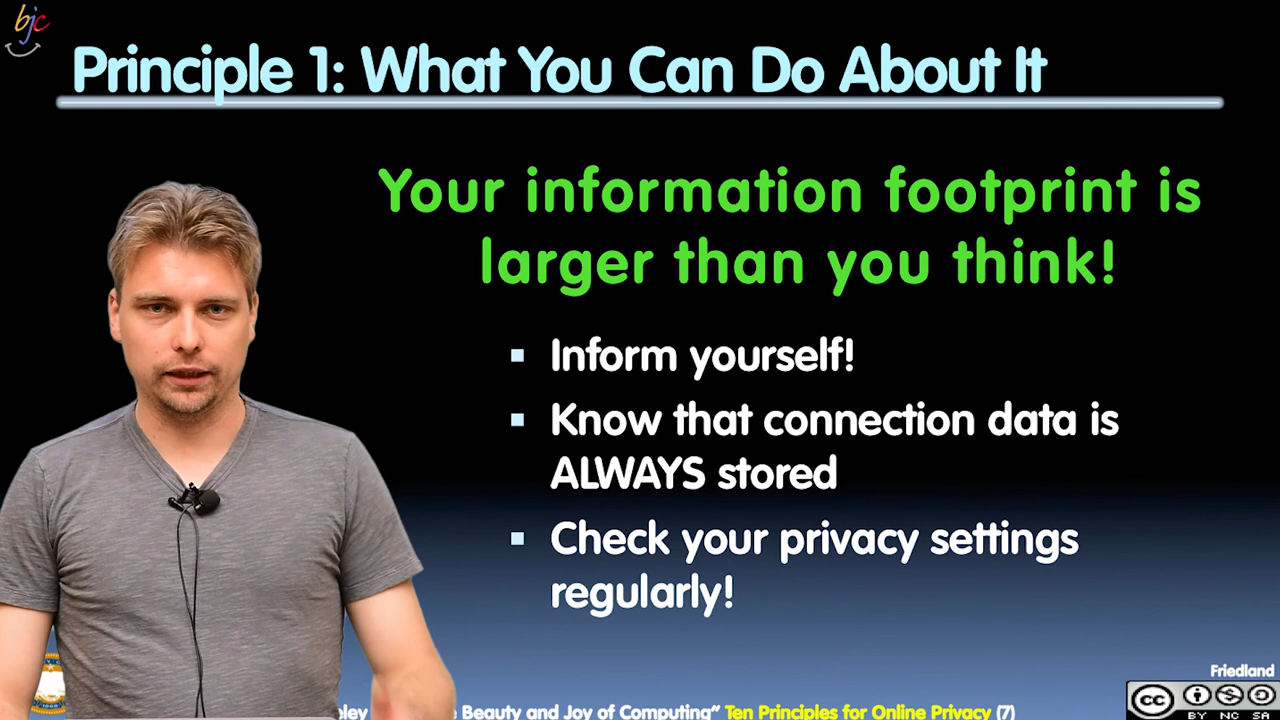 bjc
Principle 1: What You Can Do About It
Your information footprint is
larger than you think!
Inform yourself!
Know that connection data is
ALWAYS stored
Check your privacy settings
regularly!
Friedland
cc
BY NC SA
Beauty and Joy of Computing” Ten Principles for Online Privacy (7)